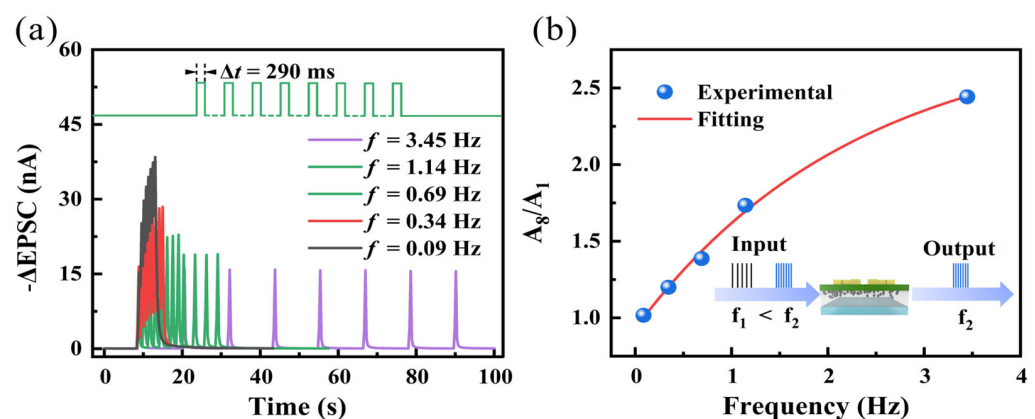 (a)
60
45
30
15
0
-ΔEPSC (nA)
Δt = 290 ms
f = 3.45 Hz
f = 1.14 Hz
f = 0.69 Hz
f = 0.34 Hz
f = 0.09 Hz
0 20 40 60 80 100
Time (s)
(b)
2.5
2.0
1.5
1.0
A8/A1
Experimental
Fitting
Input
Output
f1 < f2
f2
0 1 2 3 4
Frequency (Hz)